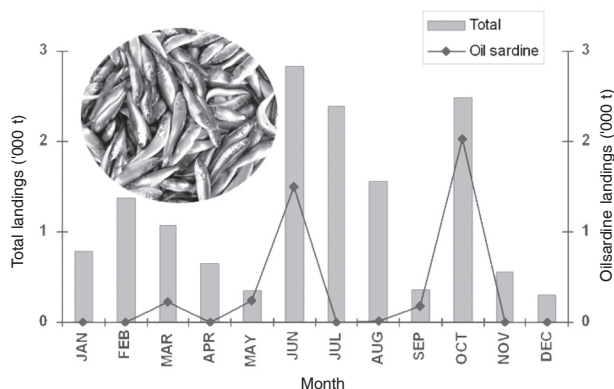 Total
Oil sardine
Total landings ('000 t)
3
2
1
0
3
2
1
0
Oilsardine landings ('000 t)
JAN
FEB
MAR
APR
MAY
JUN
JUL
AUG
SEP
OCT
NOV
DEC
Month